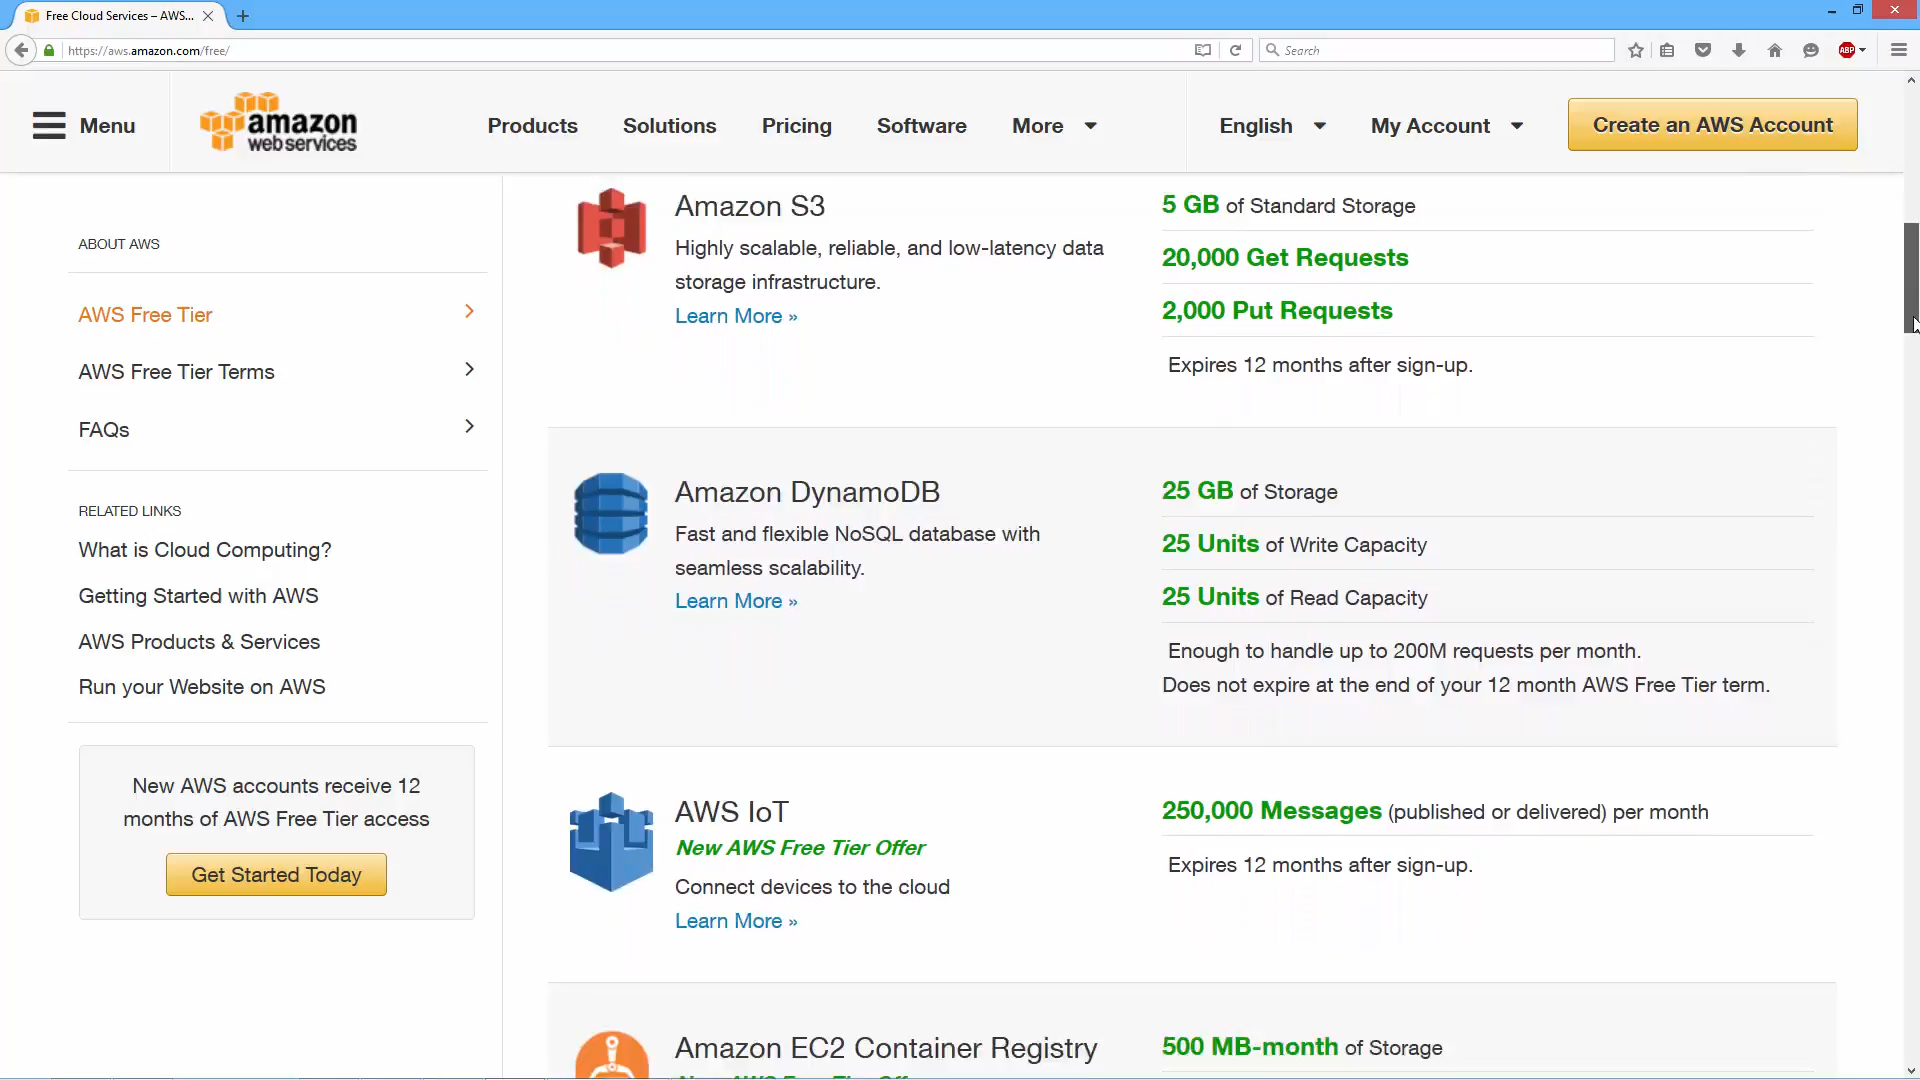 Free Cloud Services – AWS...
https://aws.amazon.com/free/
Search
ABP
Menu
amazon
web services
Products
Solutions
Pricing
Software
More
English
My Account
Create an AWS Account
ABOUT AWS
AWS Free Tier
AWS Free Tier Terms
FAQs
RELATED LINKS
What is Cloud Computing?
Getting Started with AWS
AWS Products & Services
Run your Website on AWS
New AWS accounts receive 12
months of AWS Free Tier access
Get Started Today
Amazon S3
Highly scalable, reliable, and low-latency data
storage infrastructure.
Learn More »
5 GB of Standard Storage
20,000 Get Requests
2,000 Put Requests
Expires 12 months after sign-up.
Amazon DynamoDB
Fast and flexible NoSQL database with
seamless scalability.
Learn More »
25 GB of Storage
25 Units of Write Capacity
25 Units of Read Capacity
Enough to handle up to 200M requests per month.
Does not expire at the end of your 12 month AWS Free Tier term.
AWS IoT
New AWS Free Tier Offer
Connect devices to the cloud
Learn More »
250,000 Messages (published or delivered) per month
Expires 12 months after sign-up.
Amazon EC2 Container Registry
500 MB-month of Storage